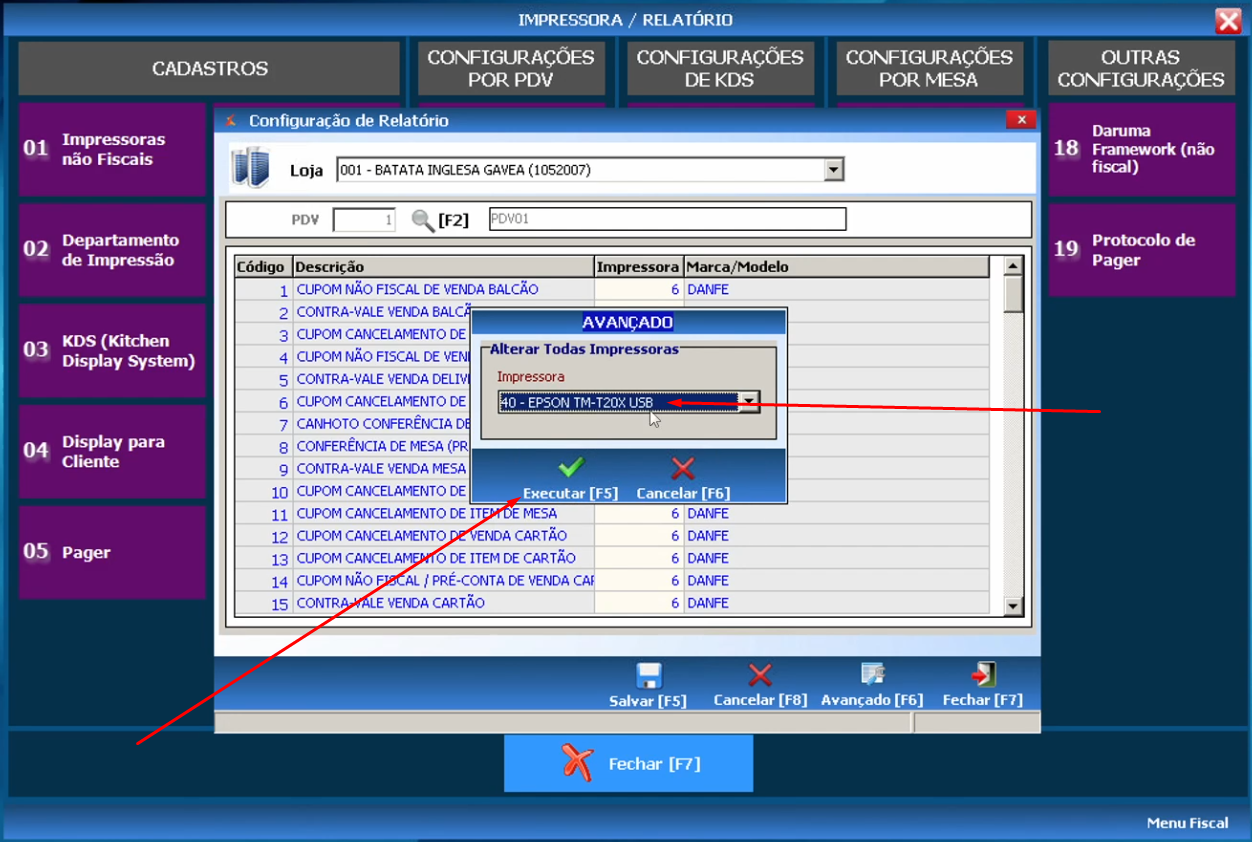 IMPRESSORA / RELATÓRIO
CADASTROS
CONFIGURAÇÕES
POR PDV
CONFIGURAÇÕES
DE KDS
CONFIGURAÇÕES
POR MESA
OUTRAS
CONFIGURAÇÕES
01 Impressoras
não Fiscais
02 Departamento
de Impressão
03 KDS (Kitchen
Display System)
04 Display para
Cliente
05 Pager
18 Daruma
Framework (não
fiscal)
19 Protocolo de
Pager
Configuração de Relatório
Loja 001 - BATATA INGLESA GAVEA (1052007)
PDV 1 [F2] PDV01
Código Descrição Impressora Marca/Modelo
1 CUPOM NÃO FISCAL DE VENDA BALCÃO 6 DANFE
2 CONTRA-VALE VENDA BALCÃ
3 CUPOM CANCELAMENTO DE
4 CUPOM NÃO FISCAL DE VEN
5 CONTRA-VALE VENDA DELIV
6 CUPOM CANCELAMENTO DE
7 CANHOTO CONFERÊNCIA DE
8 CONFERÊNCIA DE MESA (PR
9 CONTRA-VALE VENDA MESA
10 CUPOM CANCELAMENTO DE
11 CUPOM CANCELAMENTO DE ITEM DE MESA 6 DANFE
12 CUPOM CANCELAMENTO DE VENDA CARTÃO 6 DANFE
13 CUPOM CANCELAMENTO DE ITEM DE CARTÃO 6 DANFE
14 CUPOM NÃO FISCAL / PRÉ-CONTA DE VENDA CAR 6 DANFE
15 CONTRA-VALE VENDA CARTÃO 6 DANFE
AVANÇADO
Alterar Todas Impressoras
Impressora
40 - EPSON TM-T20X USB
Executar [F5] Cancelar [F6]
Salvar [F5] Cancelar [F8] Avançado [F6] Fechar [F7]
Fechar [F7]
Menu Fiscal